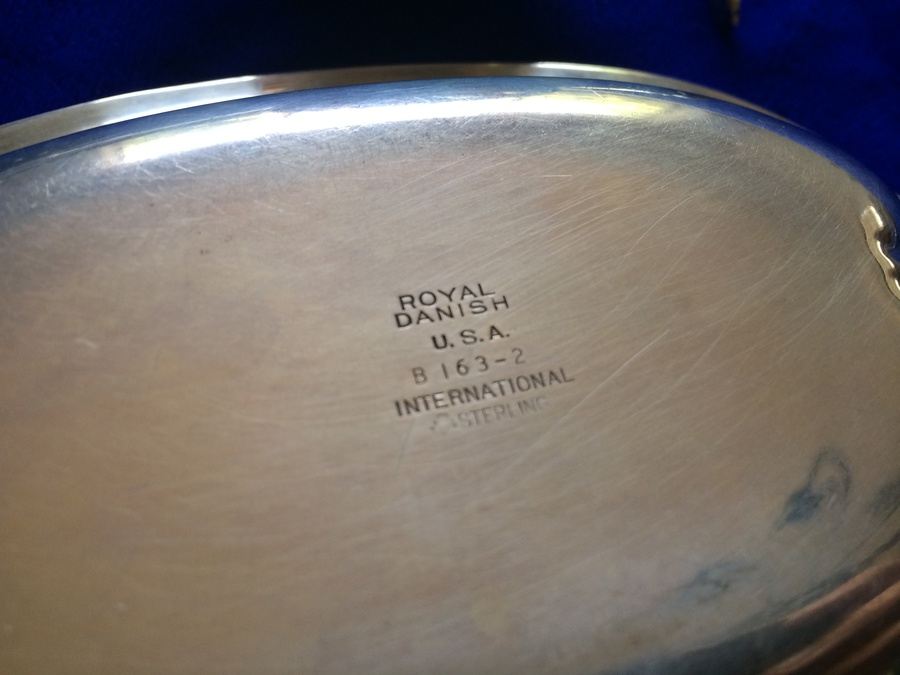 ROYAL
DANISH
U.S.A.
B 163-2
INTERNATIONAL
STERLING